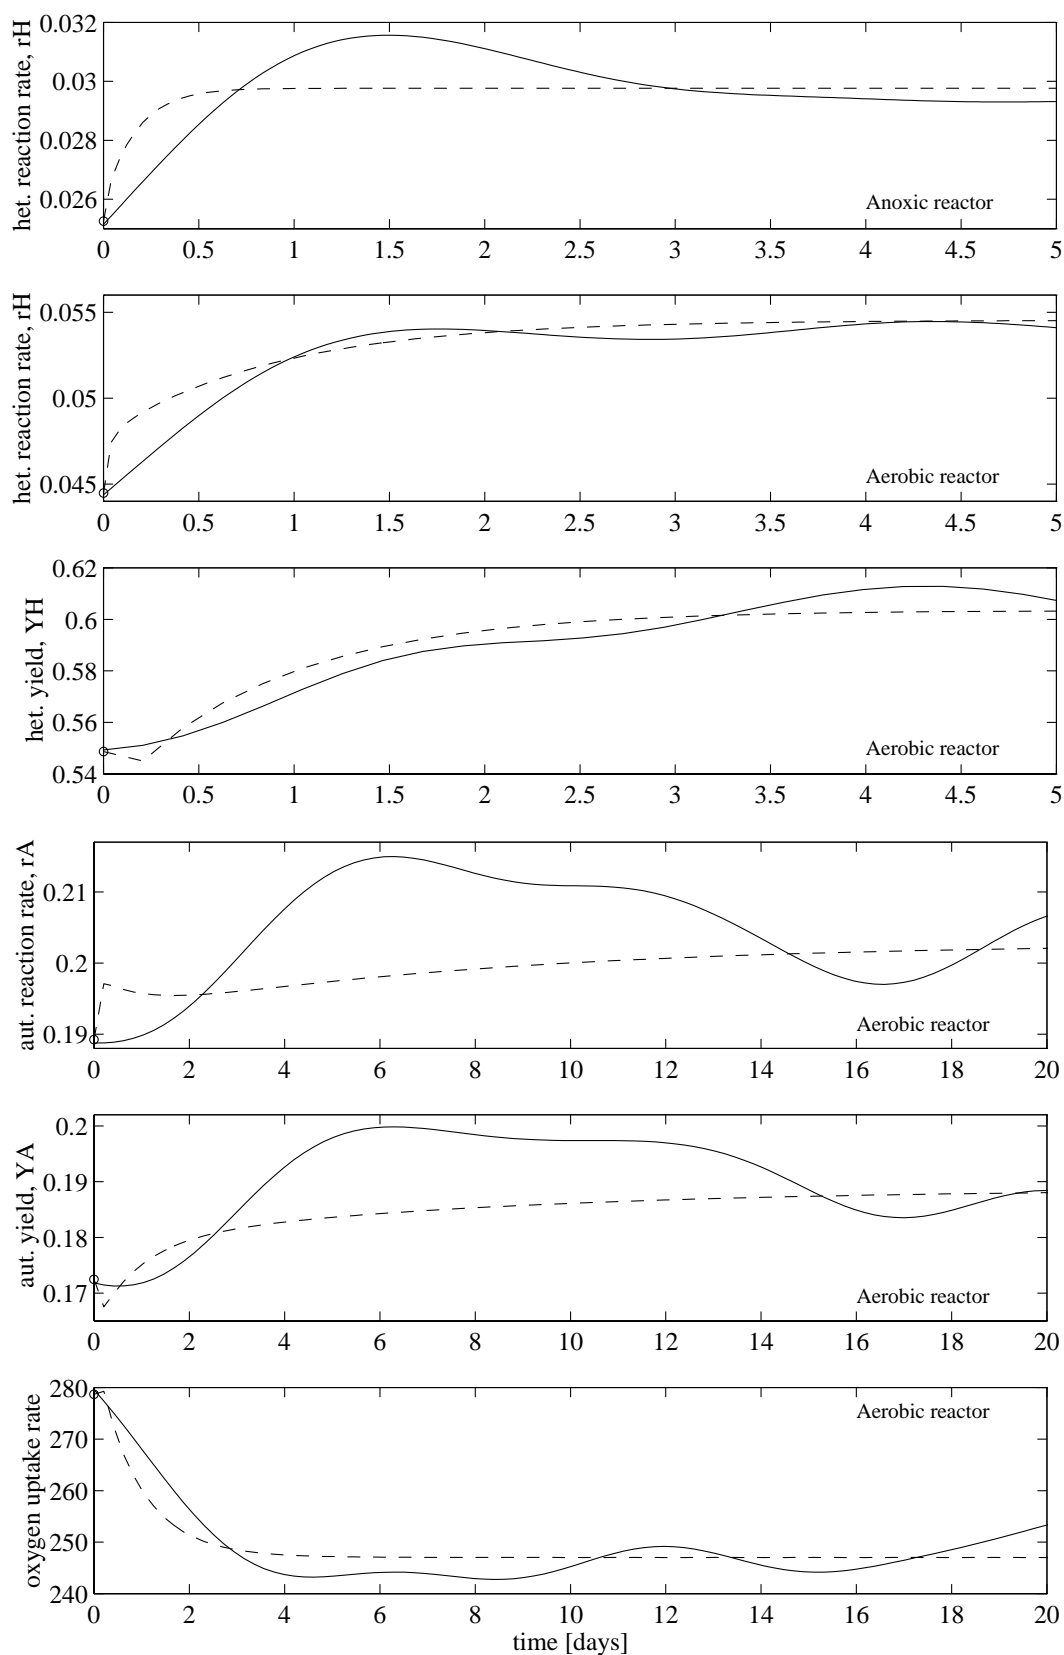 het. reaction rate, rH
0.032
0.03
0.028
0.026
Anoxic reactor
0 0.5 1 1.5 2 2.5 3 3.5 4 4.5 5
het. reaction rate, rH
0.055
0.05
0.045
Aerobic reactor
0 0.5 1 1.5 2 2.5 3 3.5 4 4.5 5
het. yield, YH
0.62
0.6
0.58
0.56
0.54
Aerobic reactor
0 0.5 1 1.5 2 2.5 3 3.5 4 4.5 5
aut. reaction rate, rA
0.21
0.2
0.19
Aerobic reactor
0 2 4 6 8 10 12 14 16 18 20
aut. yield, YA
0.2
0.19
0.18
0.17
Aerobic reactor
0 2 4 6 8 10 12 14 16 18 20
oxygen uptake rate
280
270
260
250
240
Aerobic reactor
0 2 4 6 8 10 12 14 16 18 20
time [days]